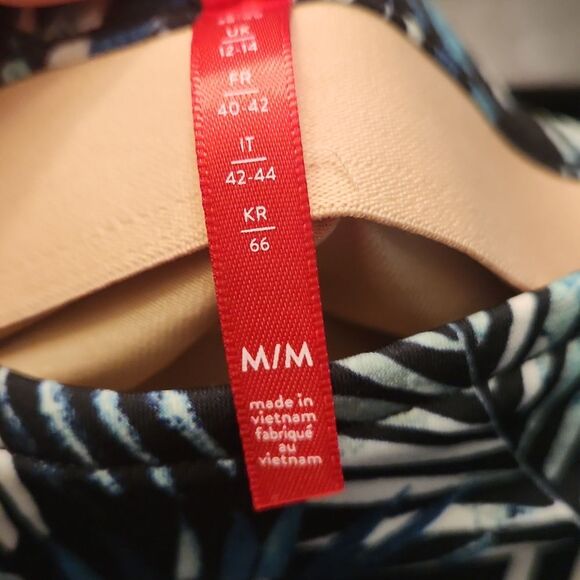 UK
12-14
FR
40-42
IT
42-44
KR
66
M/M
made in
vietnam
fabriqué
au
vietnam